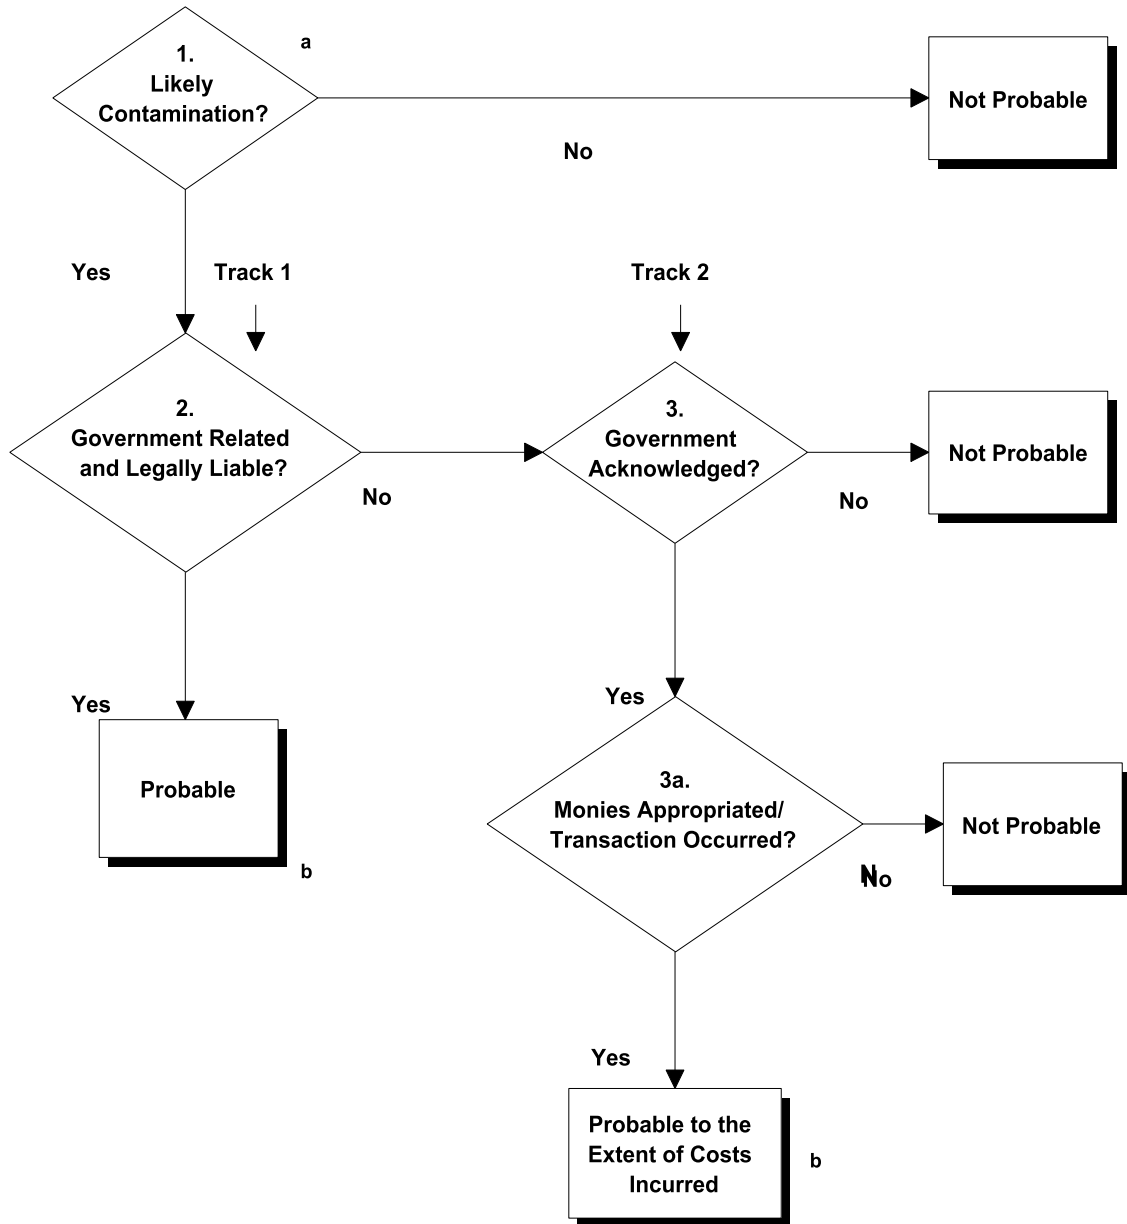 1.
Likely
Contamination?
a
Not Probable
No
Yes
Track 1
Track 2
2.
Government Related
and Legally Liable?
No
3.
Government
Acknowledged?
No
Not Probable
Yes
Probable
b
Yes
3a.
Monies Appropriated/
Transaction Occurred?
No
Not Probable
Yes
Probable to the
Extent of Costs
Incurred
b